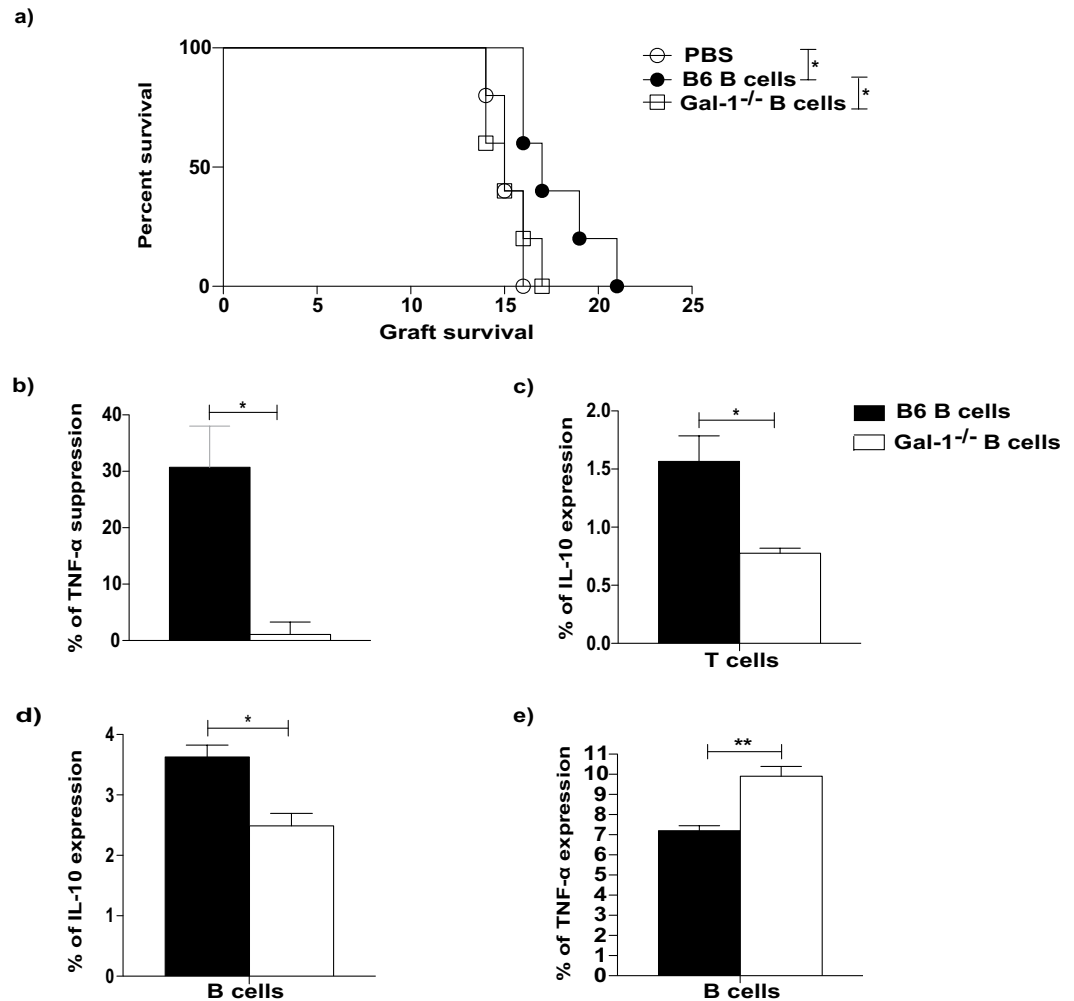 a)
Percent survival
100
50
0
0 5 10 15 20 25
Graft survival
PBS
B6 B cells
Gal-1-/- B cells
*
*
b)
% of TNF-α suppression
40
30
20
10
0
*
c)
% of IL-10 expression
2.0
1.5
1.0
0.5
0.0
*
T cells
B6 B cells
Gal-1-/- B cells
d)
% of IL-10 expression
4
3
2
1
0
*
B cells
e)
% of TNF-α expression
11
10
9
8
7
6
5
4
3
2
1
0
**
B cells